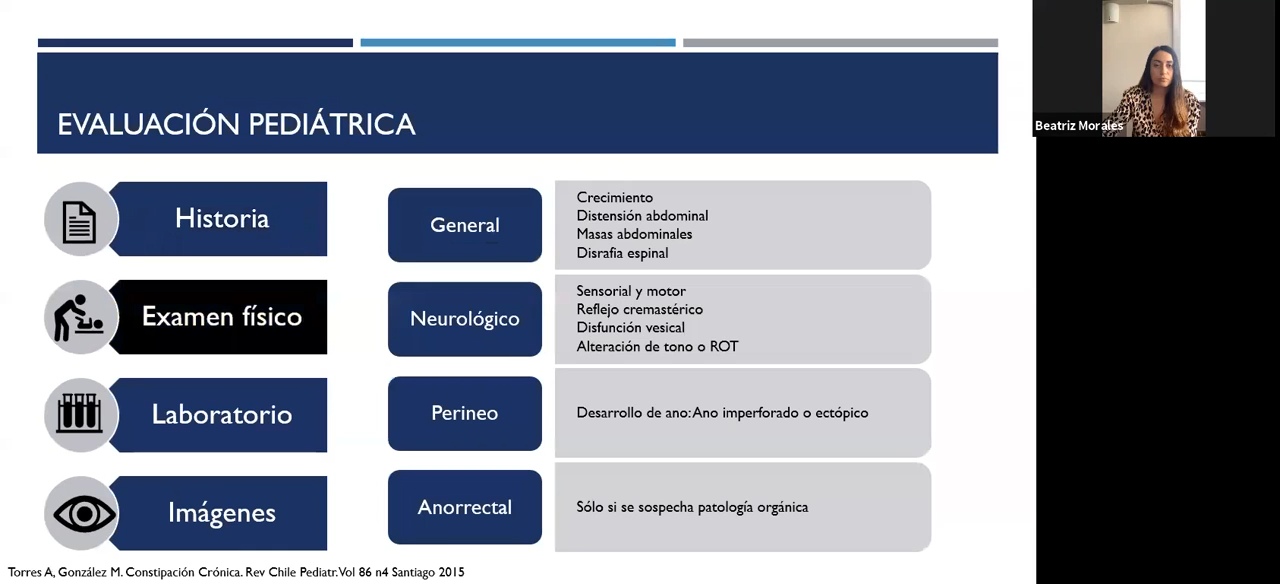 EVALUACIÓN PEDIÁTRICA
Historia
Examen físico
Laboratorio
Imágenes
General
Crecimiento
Distensión abdominal
Masas abdominales
Disrafia espinal
Neurológico
Sensorial y motor
Reflejo cremastérico
Disfunción vesical
Alteración de tono o ROT
Perineo
Desarrollo de ano: Ano imperforado o ectópico
Anorrectal
Sólo si se sospecha patología orgánica
Torres A, González M. Constipación Crónica. Rev Chile Pediatr. Vol 86 n4 Santiago 2015
Beatriz Morales